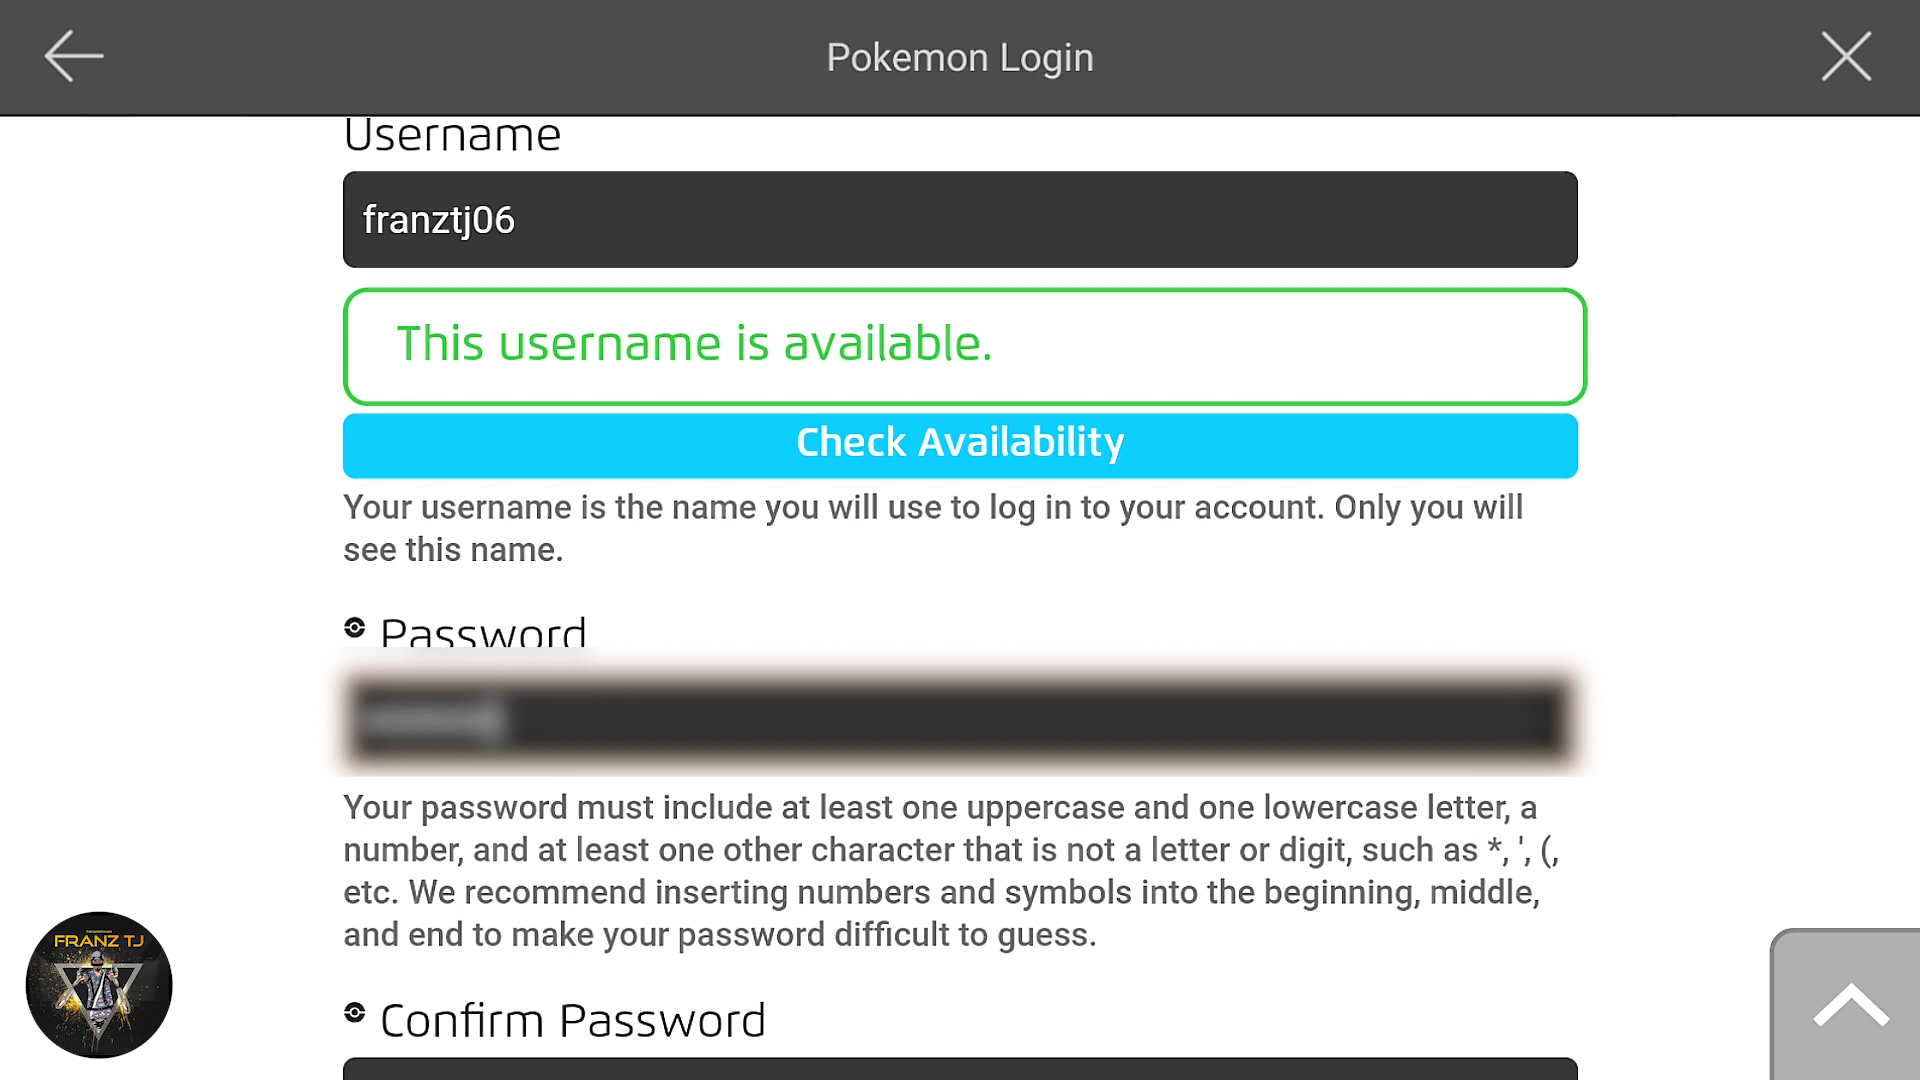 Pokemon Login
Username
franztj06
This username is available.
Check Availability
Your username is the name you will use to log in to your account. Only you will
see this name.
Password
Your password must include at least one uppercase and one lowercase letter, a
number, and at least one other character that is not a letter or digit, such as *, ', (,
etc. We recommend inserting numbers and symbols into the beginning, middle,
and end to make your password difficult to guess.
FRANZ TJ
Confirm Password